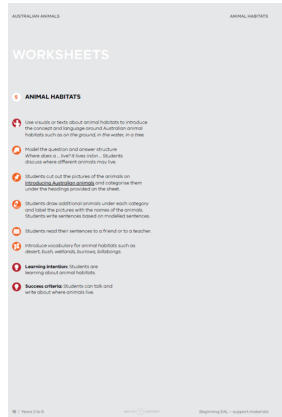 AUSTRALIAN ANIMALS
ANIMAL HABITATS
WORKSHEETS
6 ANIMAL HABITATS
Use visuals or texts about animal habitats to introduce
the concept and language around Australian animal
habitats such as on the ground, in the water, in a tree.
Model the question and answer structure
Where does a ... live? It lives in/on ... Students
discuss where different animals may live.
Students cut out the pictures of the animals on
Introducing Australian animals and categorise them
under the headings provided on the sheet.
Students draw additional animals under each category
and label the pictures with the names of the animals.
Students write sentences based on modelled sentences.
Students read their sentences to a friend or to a teacher.
Introduce vocabulary for animal habitats such as
desert, bush, wetlands, burrows, billabongs.
Learning intention: Students are
learning about animal habitats.
Success criteria: Students can talk and
write about where animals live.
Beginning EAL – support materials